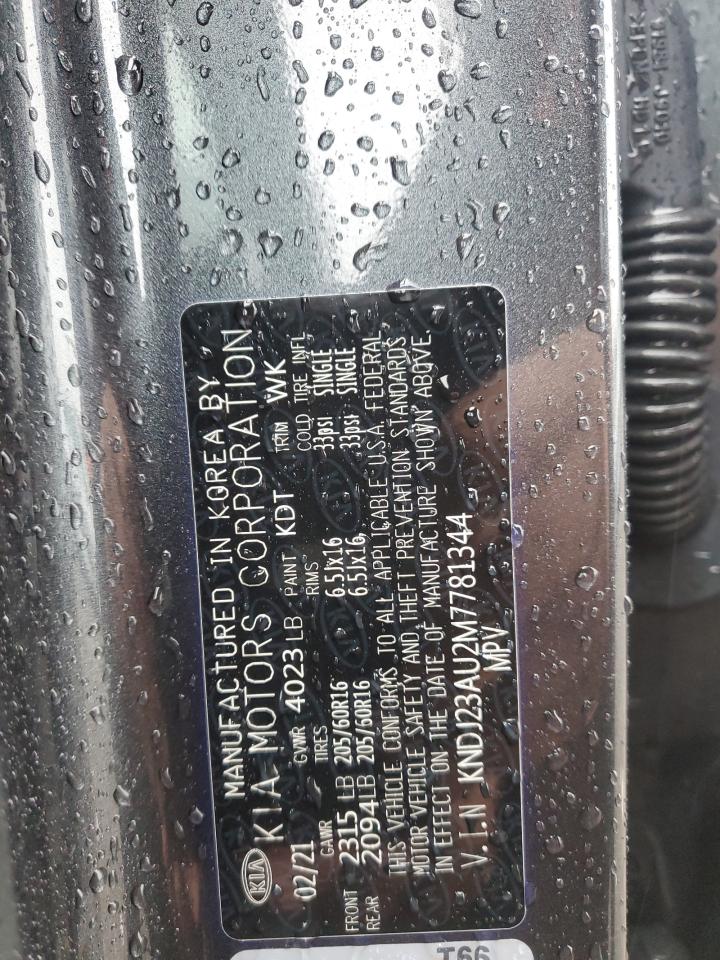 KIA
MANUFACTURED IN KOREA BY
KIA MOTORS CORPORATION
02/21 GVWR 4023 LB PAINT KDT TRIM WK
GAWR TIRES RIMS COLD TIRE INFL
FRONT 2315 LB 205/60R16 6.5Jx16 33psi SINGLE
REAR 2094LB 205/60R16 6.5Jx16 33psi SINGLE
THIS VEHICLE CONFORMS TO ALL APPLICABLE U.S.A. FEDERAL
MOTOR VEHICLE SAFETY AND THEFT PREVENTION STANDARDS
IN EFFECT ON THE DATE OF MANUFACTURE SHOWN ABOVE.
V.I.N KNDJ23AU2M7781344
MPV
T66